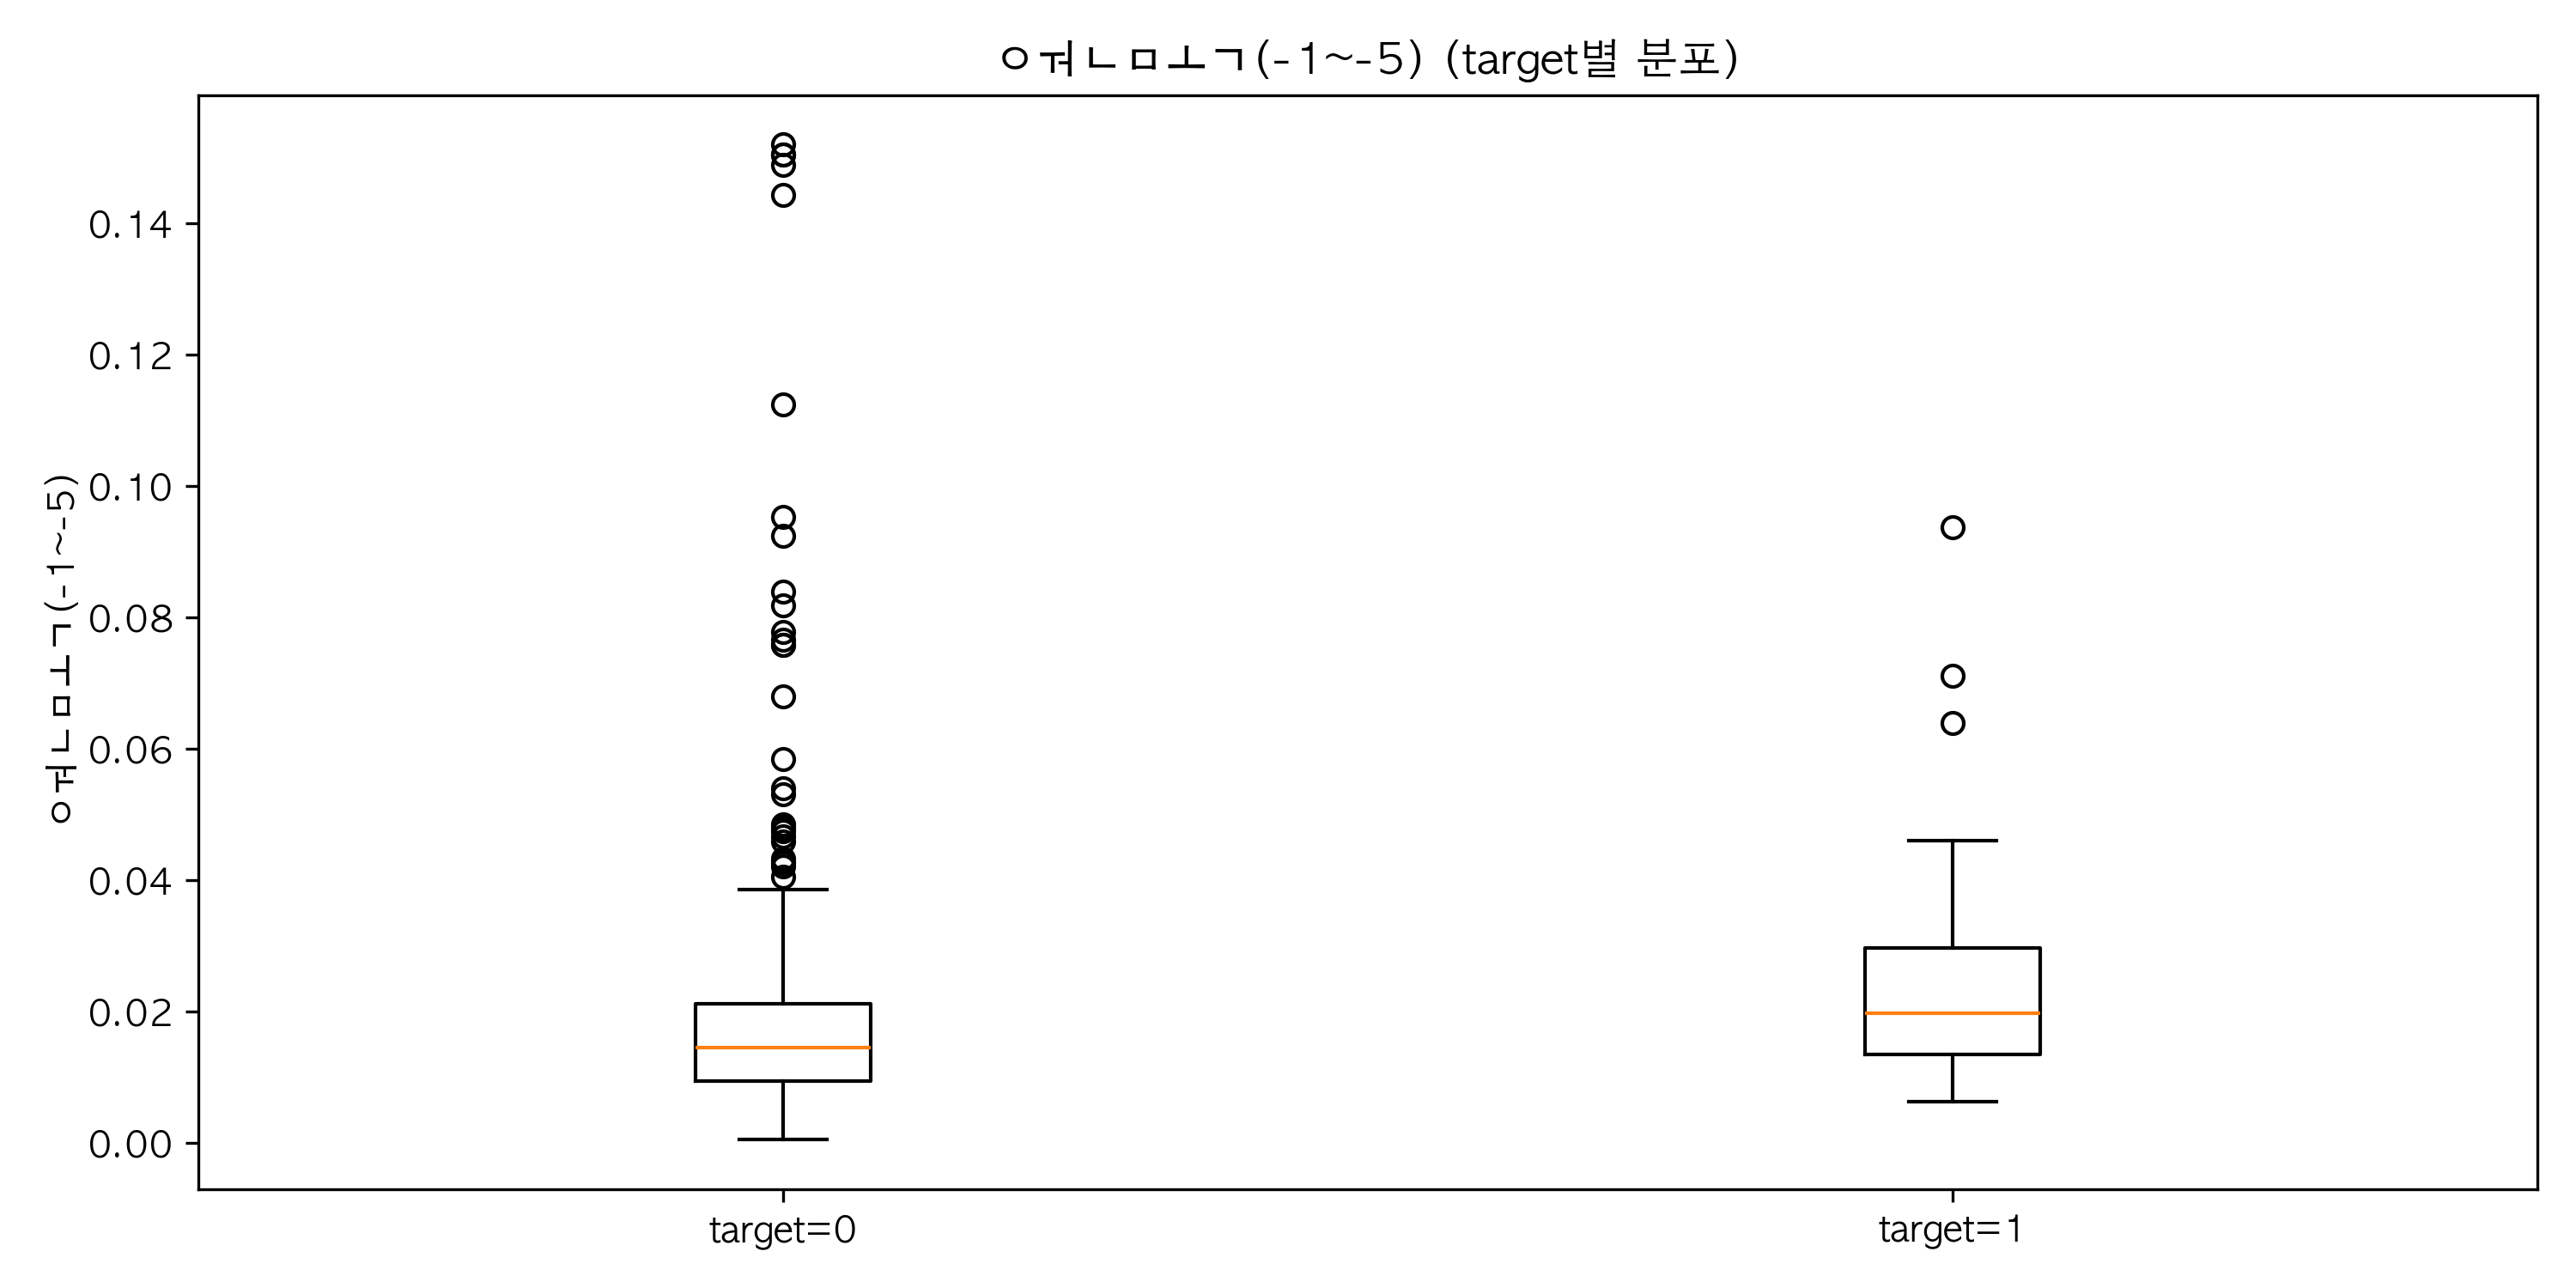 ㅇㅝㄴㅁㅗㄱ(-1~-5) (target별 분포)
ㅇㅝㄴㅁㅗㄱ(-1~-5)
0.14
0.12
0.10
0.08
0.06
0.04
0.02
0.00
target=0
target=1